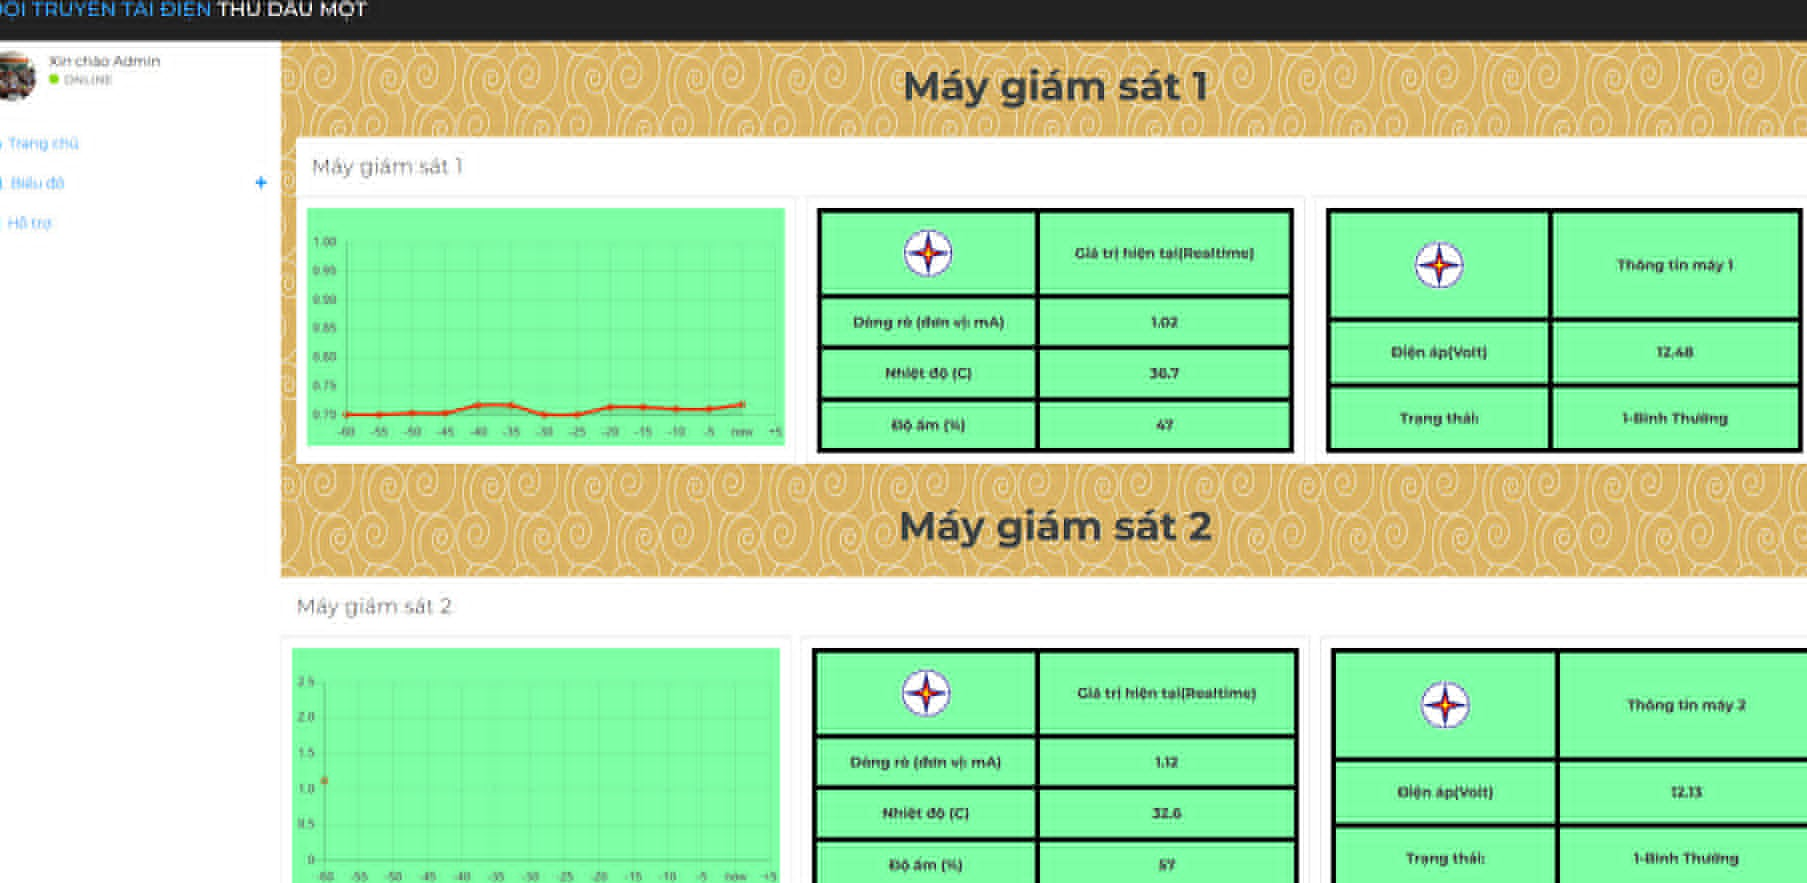 ĐỘI TRUYỀN TẢI ĐIỆN THỦ DẦU MỘT
Xin chào Admin
ONLINE
Trang chủ
Biểu đồ
+
Hỗ trợ
Máy giám sát 1
Máy giám sát 1
1.00
0.95
0.90
0.85
0.80
0.75
0.70
-60 -55 -50 -45 -40 -35 -30 -25 -20 -15 -10 -5 now +5
Giá trị hiện tại(Realtime)
Dòng rò (đơn vị: mA) 1.02
Nhiệt độ (C) 36.7
Độ ẩm (%) 47
Thông tin máy 1
Điện áp(Volt) 12.48
Trạng thái: 1-Bình Thường
Máy giám sát 2
Máy giám sát 2
2.5
2.0
1.5
1.0
0.5
0
-60 -55 -50 -45 -40 -35 -30 -25 -20 -15 -10 -5 now +5
Giá trị hiện tại(Realtime)
Dòng rò (đơn vị: mA) 1.12
Nhiệt độ (C) 32.6
Độ ẩm (%) 57
Thông tin máy 2
Điện áp(Volt) 12.13
Trạng thái: 1-Bình Thường